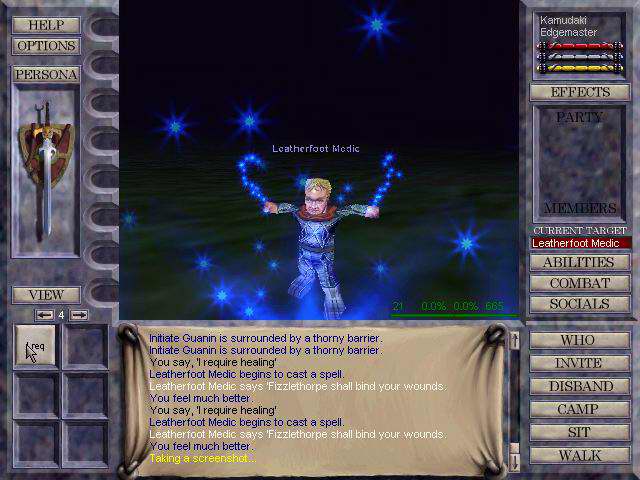 HELP
OPTIONS
PERSONA
VIEW
4
Leatherfoot Medic
21 0.0% 0.0% 665
Kamudaki
Edgemaster
EFFECTS
PARTY
MEMBERS
CURRENT TARGET
Leatherfoot Medic
ABILITIES
COMBAT
SOCIALS
WHO
INVITE
DISBAND
CAMP
SIT
WALK
Initiate Guanin is surrounded by a thorny barrier.
Initiate Guanin is surrounded by a thorny barrier.
You say, 'I require healing'
Leatherfoot Medic begins to cast a spell.
Leatherfoot Medic says 'Fizzlethorpe shall bind your wounds.
You feel much better.
You say, 'I require healing'
Leatherfoot Medic begins to cast a spell.
Leatherfoot Medic says 'Fizzlethorpe shall bind your wounds.
You feel much better.
Taking a screenshot...